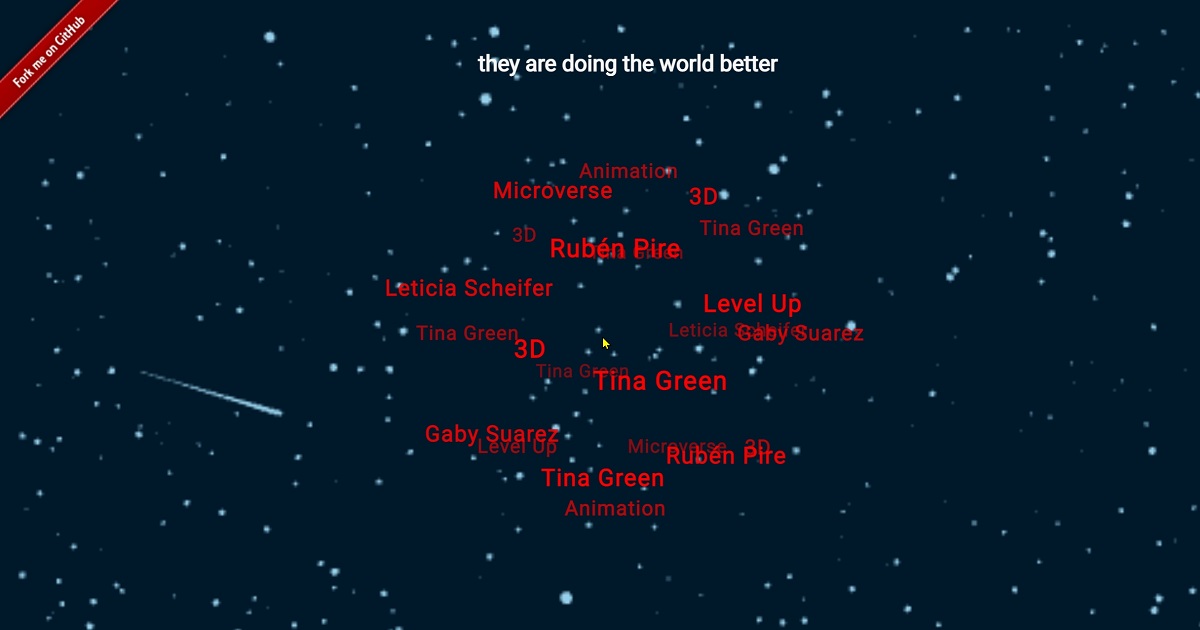 Fork me on GitHub
they are doing the world better
Animation
Microverse
3D
Tina Green
3D
Rubén Pire
Tina Green
Leticia Scheifer
Level Up
Leticia Scheifer
Gaby Suarez
Tina Green
3D
Tina Green
Tina Green
Gaby Suarez
Level Up
Microverse
3D
Rubén Pire
Tina Green
Animation